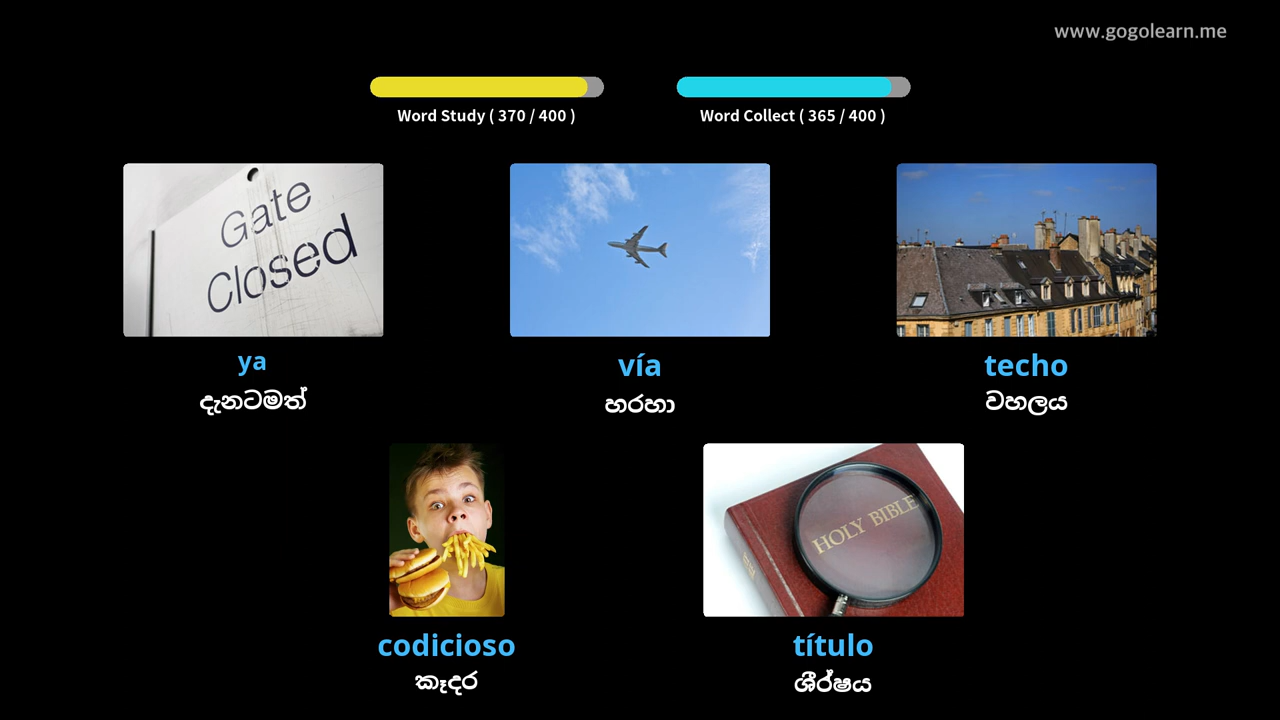 www.gogolearn.me
Word Study ( 370 / 400 )
Word Collect ( 365 / 400 )
Gate
Closed
ya
දැනටමත්
vía
හරහා
techo
වහලය
HOLY BIBLE
codicioso
කෑදර
título
ශීර්ෂය